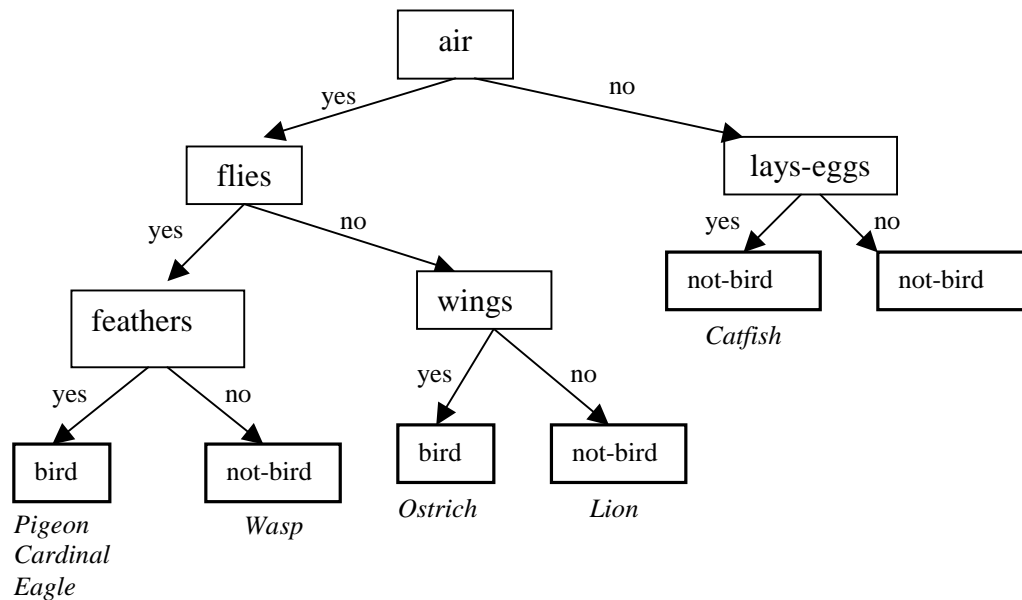 air
yes
no
flies
lays-eggs
yes
no
yes
no
feathers
wings
not-bird
not-bird
Catfish
yes
no
yes
no
bird
not-bird
bird
not-bird
Pigeon
Cardinal
Eagle
Wasp
Ostrich
Lion